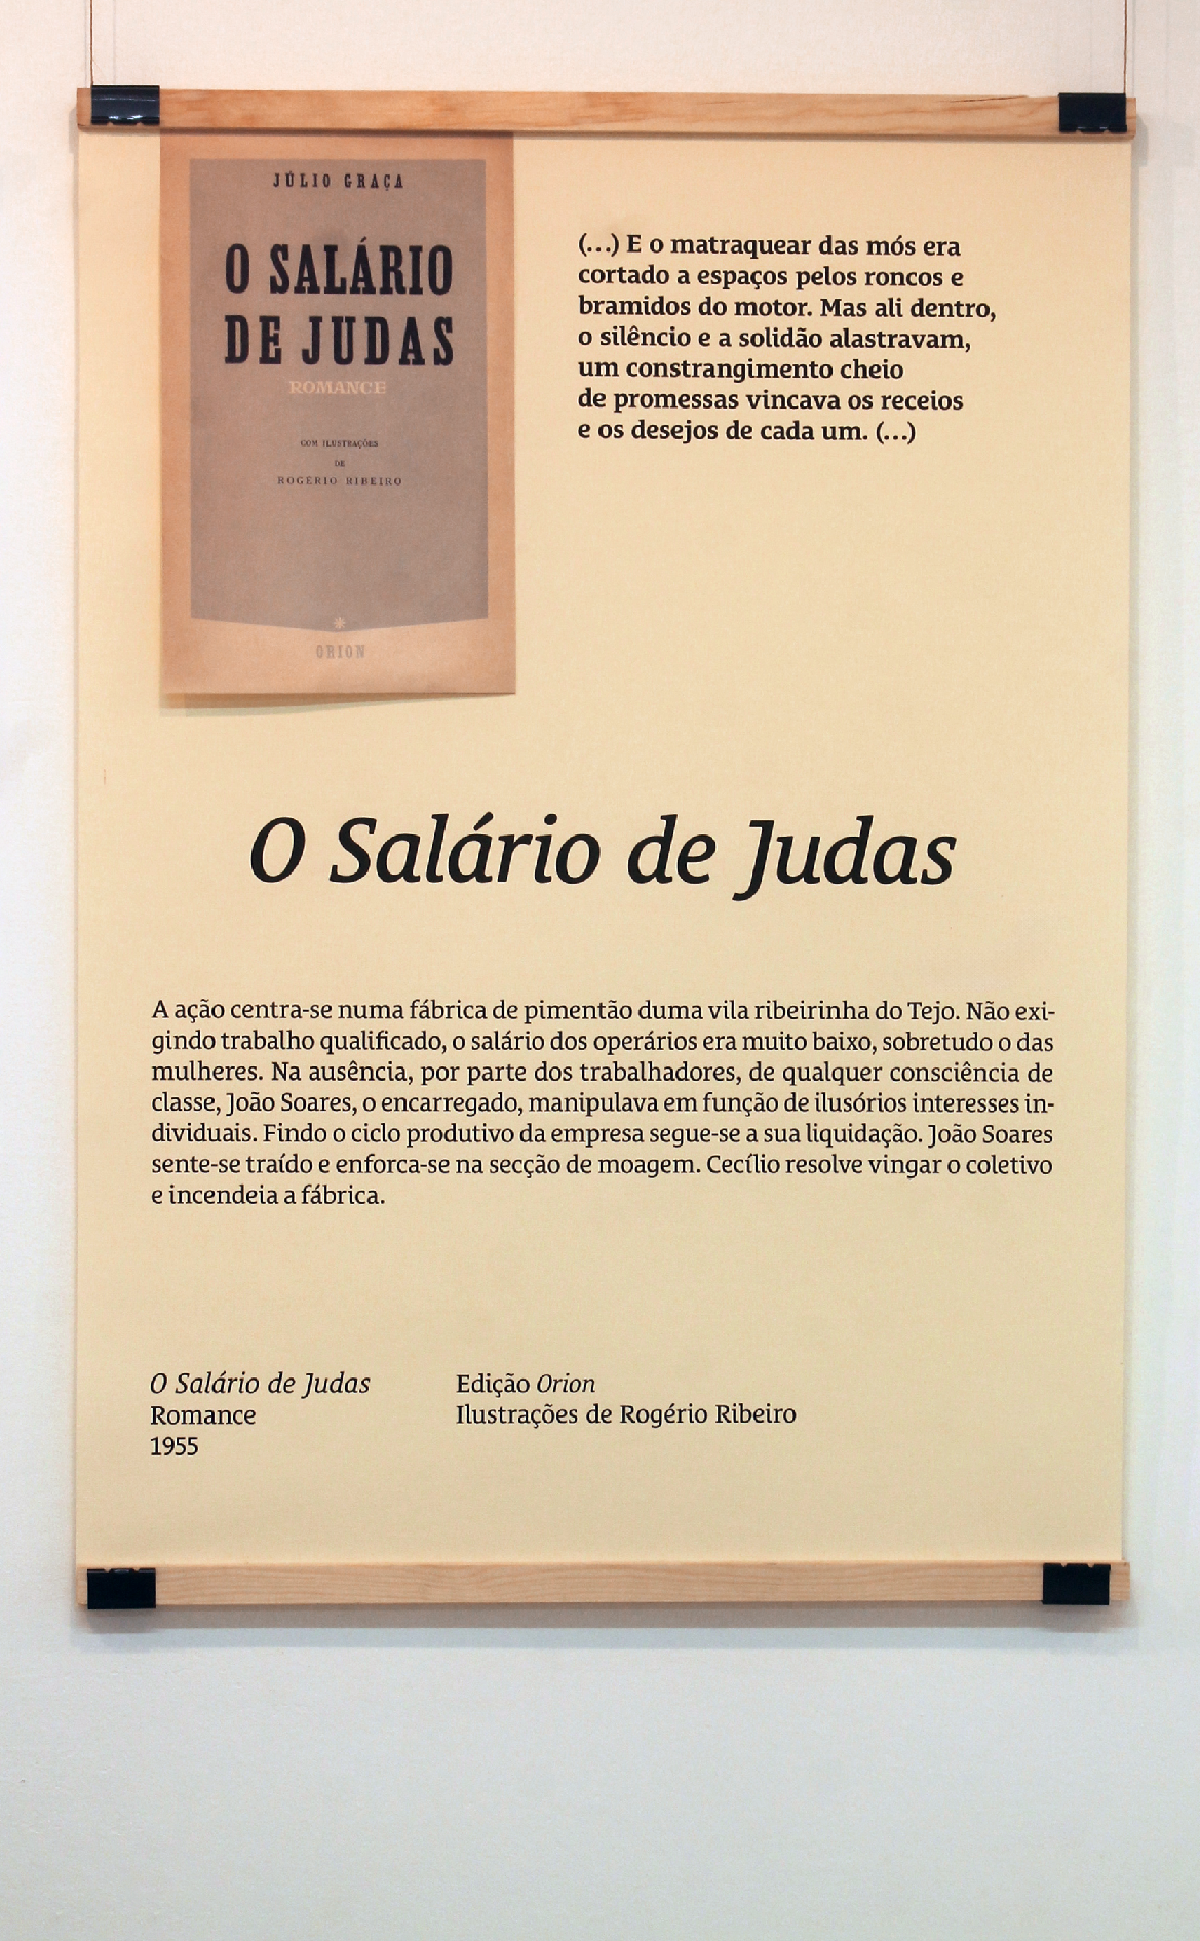 JÚLIO GRAÇA
O SALÁRIO
DE JUDAS
ROMANCE
COM ILUSTRAÇÕES
DE
ROGÉRIO RIBEIRO
ORION
(...) E o matraquear das mós era
cortado a espaços pelos roncos e
bramidos do motor. Mas ali dentro,
o silêncio e a solidão alastravam,
um constrangimento cheio
de promessas vincava os receios
e os desejos de cada um. (...)
O Salário de Judas
A ação centra-se numa fábrica de pimentão duma vila ribeirinha do Tejo. Não exi-
gindo trabalho qualificado, o salário dos operários era muito baixo, sobretudo o das
mulheres. Na ausência, por parte dos trabalhadores, de qualquer consciência de
classe, João Soares, o encarregado, manipulava em função de ilusórios interesses in-
dividuais. Findo o ciclo produtivo da empresa segue-se a sua liquidação. João Soares
sente-se traído e enforca-se na secção de moagem. Cecílio resolve vingar o coletivo
e incendeia a fábrica.
O Salário de Judas
Romance
1955
Edição Orion
Ilustrações de Rogério Ribeiro